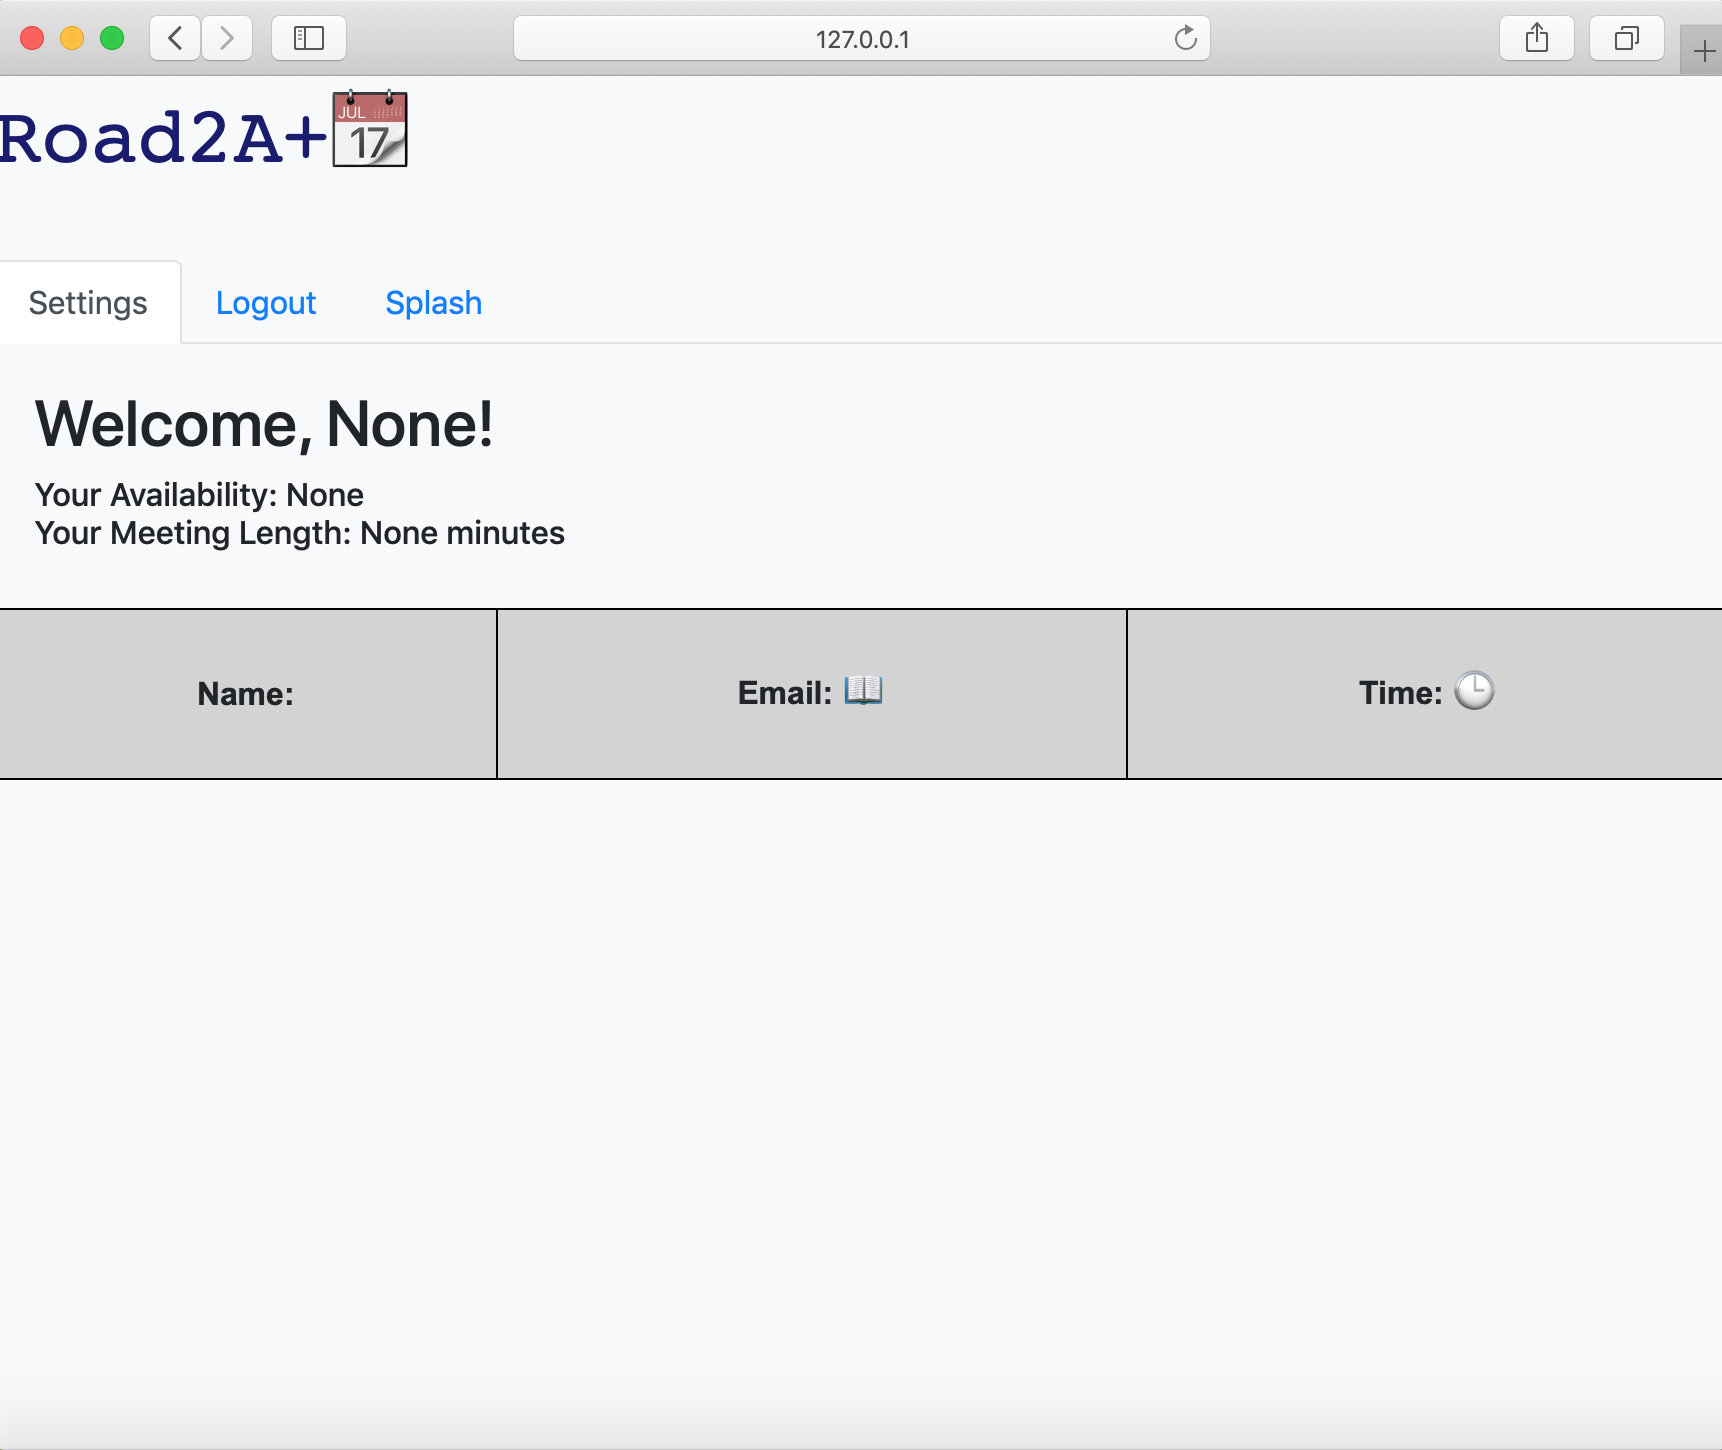 127.0.0.1
Road2A+
JUL
17
Settings Logout Splash
Welcome, None!
Your Availability: None
Your Meeting Length: None minutes
Name: Email: Time: